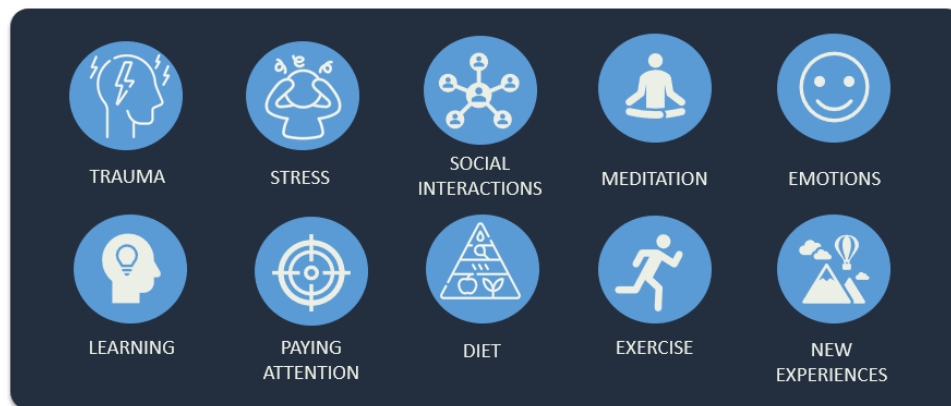 TRAUMA
STRESS
SOCIAL
INTERACTIONS
MEDITATION
EMOTIONS
LEARNING
PAYING
ATTENTION
DIET
EXERCISE
NEW
EXPERIENCES